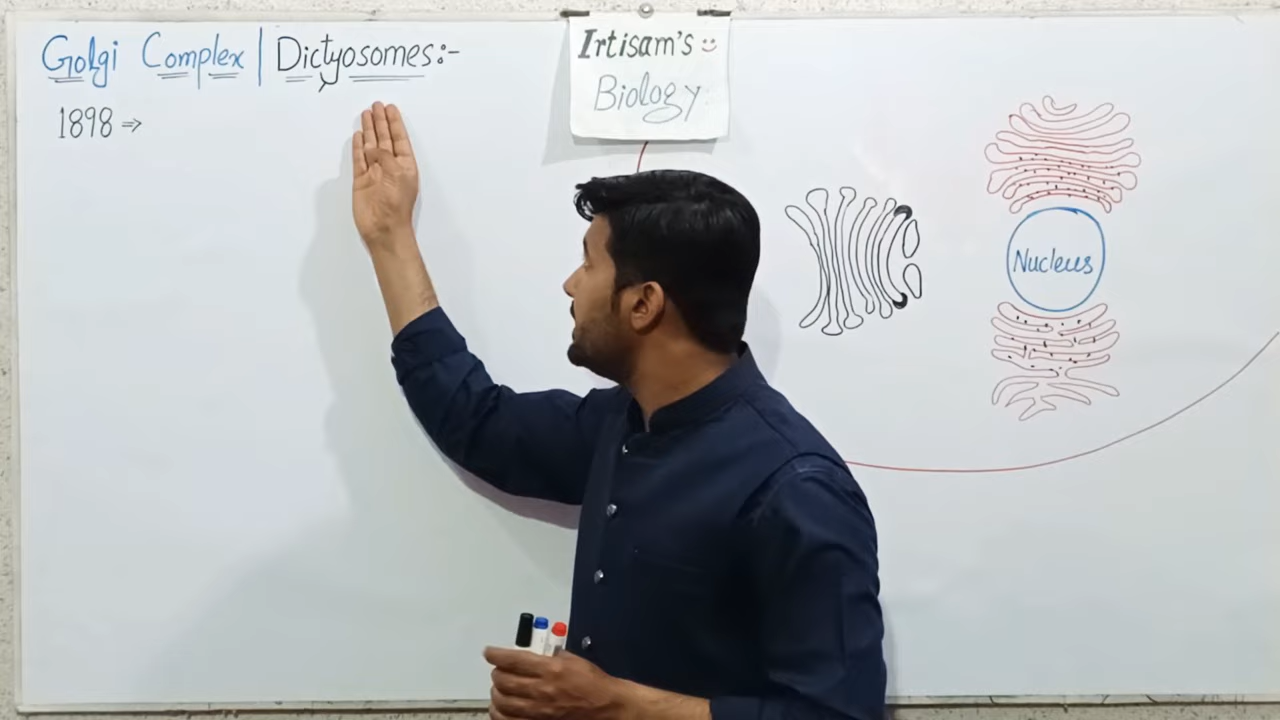 Golgi Complex | Dictyosomes:-
1898 ⇒
Irtisam's
Biology
Nucleus